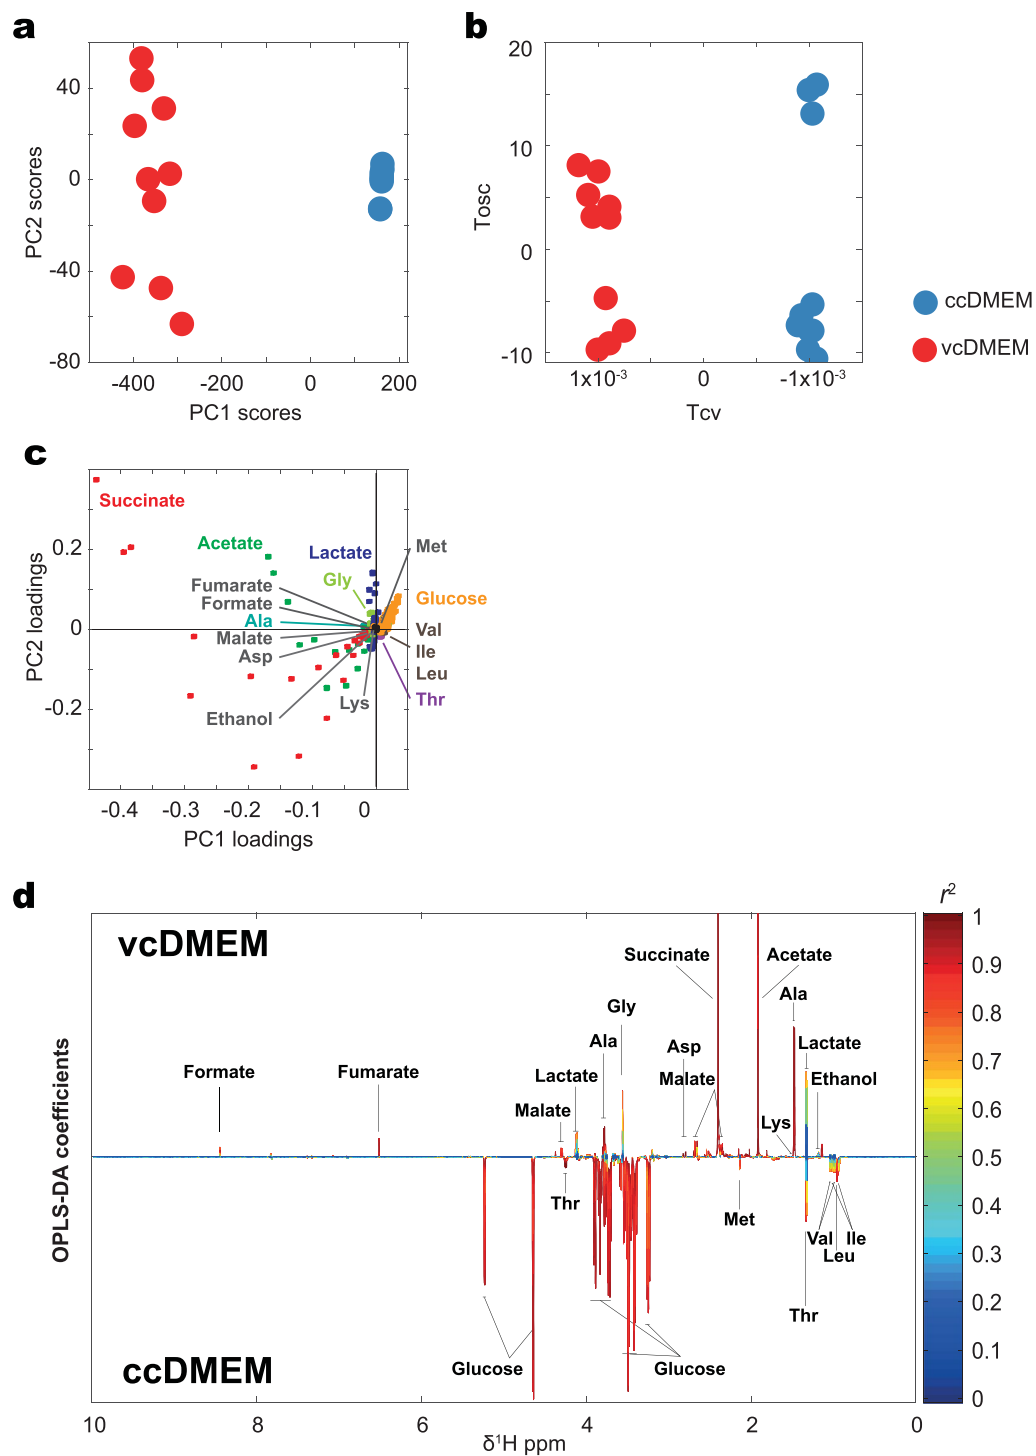 a
40
0
-40
-80
PC2 scores
-400
-200
0
200
PC1 scores
b
20
10
0
-10
Tosc
1x10⁻³
0
-1x10⁻³
Tcv
ccDMEM
vcDMEM
c
Succinate
Acetate
Lactate
Met
Fumarate
Gly
Formate
Glucose
Ala
Malate
Val
Asp
Ile
Leu
Ethanol
Lys
Thr
0.2
0
-0.2
PC2 loadings
-0.4
-0.3
-0.2
-0.1
0
PC1 loadings
d
vcDMEM
ccDMEM
OPLS-DA coefficients
Formate
Fumarate
Malate
Lactate
Ala
Gly
Succinate
Asp
Malate
Acetate
Ala
Lactate
Ethanol
Lys
Thr
Met
Val
Ile
Leu
Thr
Glucose
Glucose
10
8
6
4
2
0
δ¹H ppm
r²
1
0.9
0.8
0.7
0.6
0.5
0.4
0.3
0.2
0.1
0